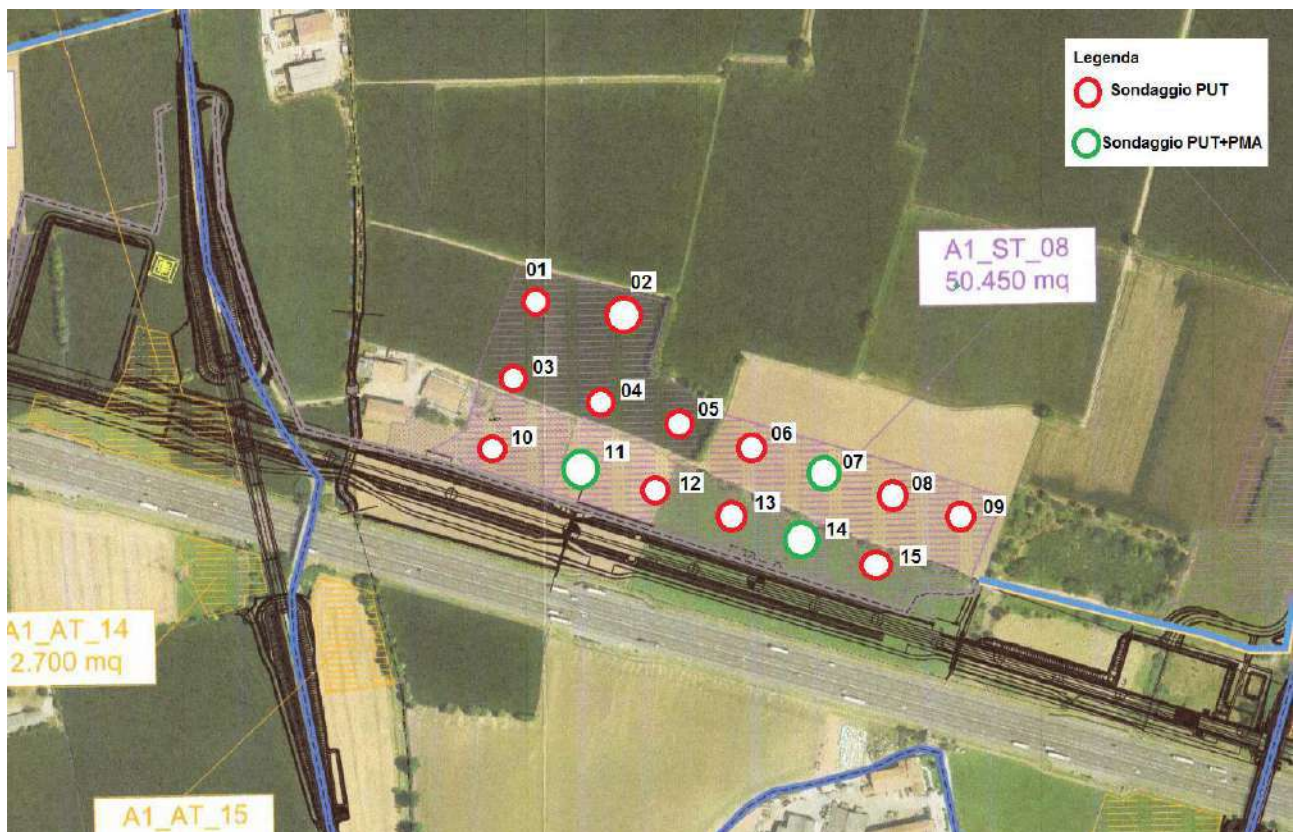 Legenda
Sondaggio PUT
Sondaggio PUT+PMA
A1_ST_08
50.450 mq
01
02
03
04
05
06
07
08
09
10
11
12
13
14
15
A1_AT_14
2.700 mq
A1_AT_15